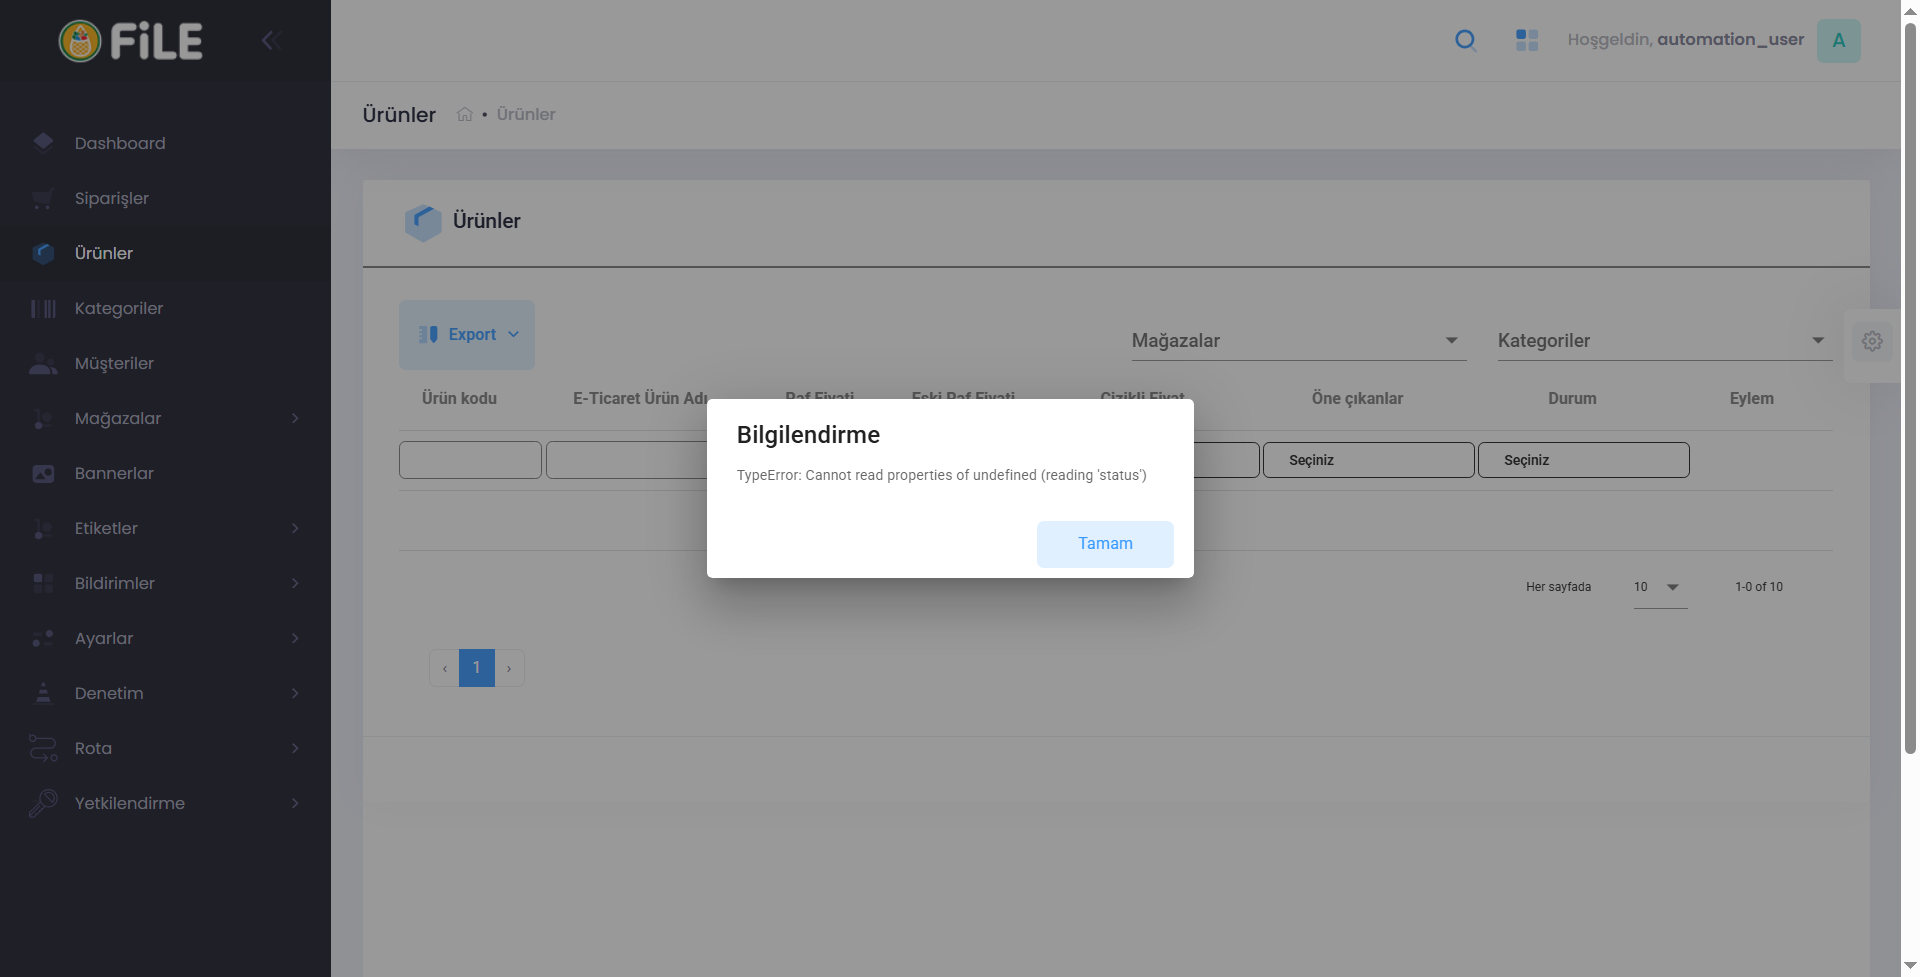 FiLE
Hoşgeldin, automation_user
A
Ürünler • Ürünler
Dashboard
Siparişler
Ürünler
Kategoriler
Müşteriler
Mağazalar
Bannerlar
Etiketler
Bildirimler
Ayarlar
Denetim
Rota
Yetkilendirme
Ürünler
Export
Mağazalar
Kategoriler
Ürün kodu E-Ticaret Ürün Adı Raf Fiyati Eski Raf Fiyati Çizikli Fiyat Öne çıkanlar Durum Eylem
Seçiniz Seçiniz
Bilgilendirme
TypeError: Cannot read properties of undefined (reading 'status')
Tamam
Her sayfada 10 1-0 of 10
‹ 1 ›